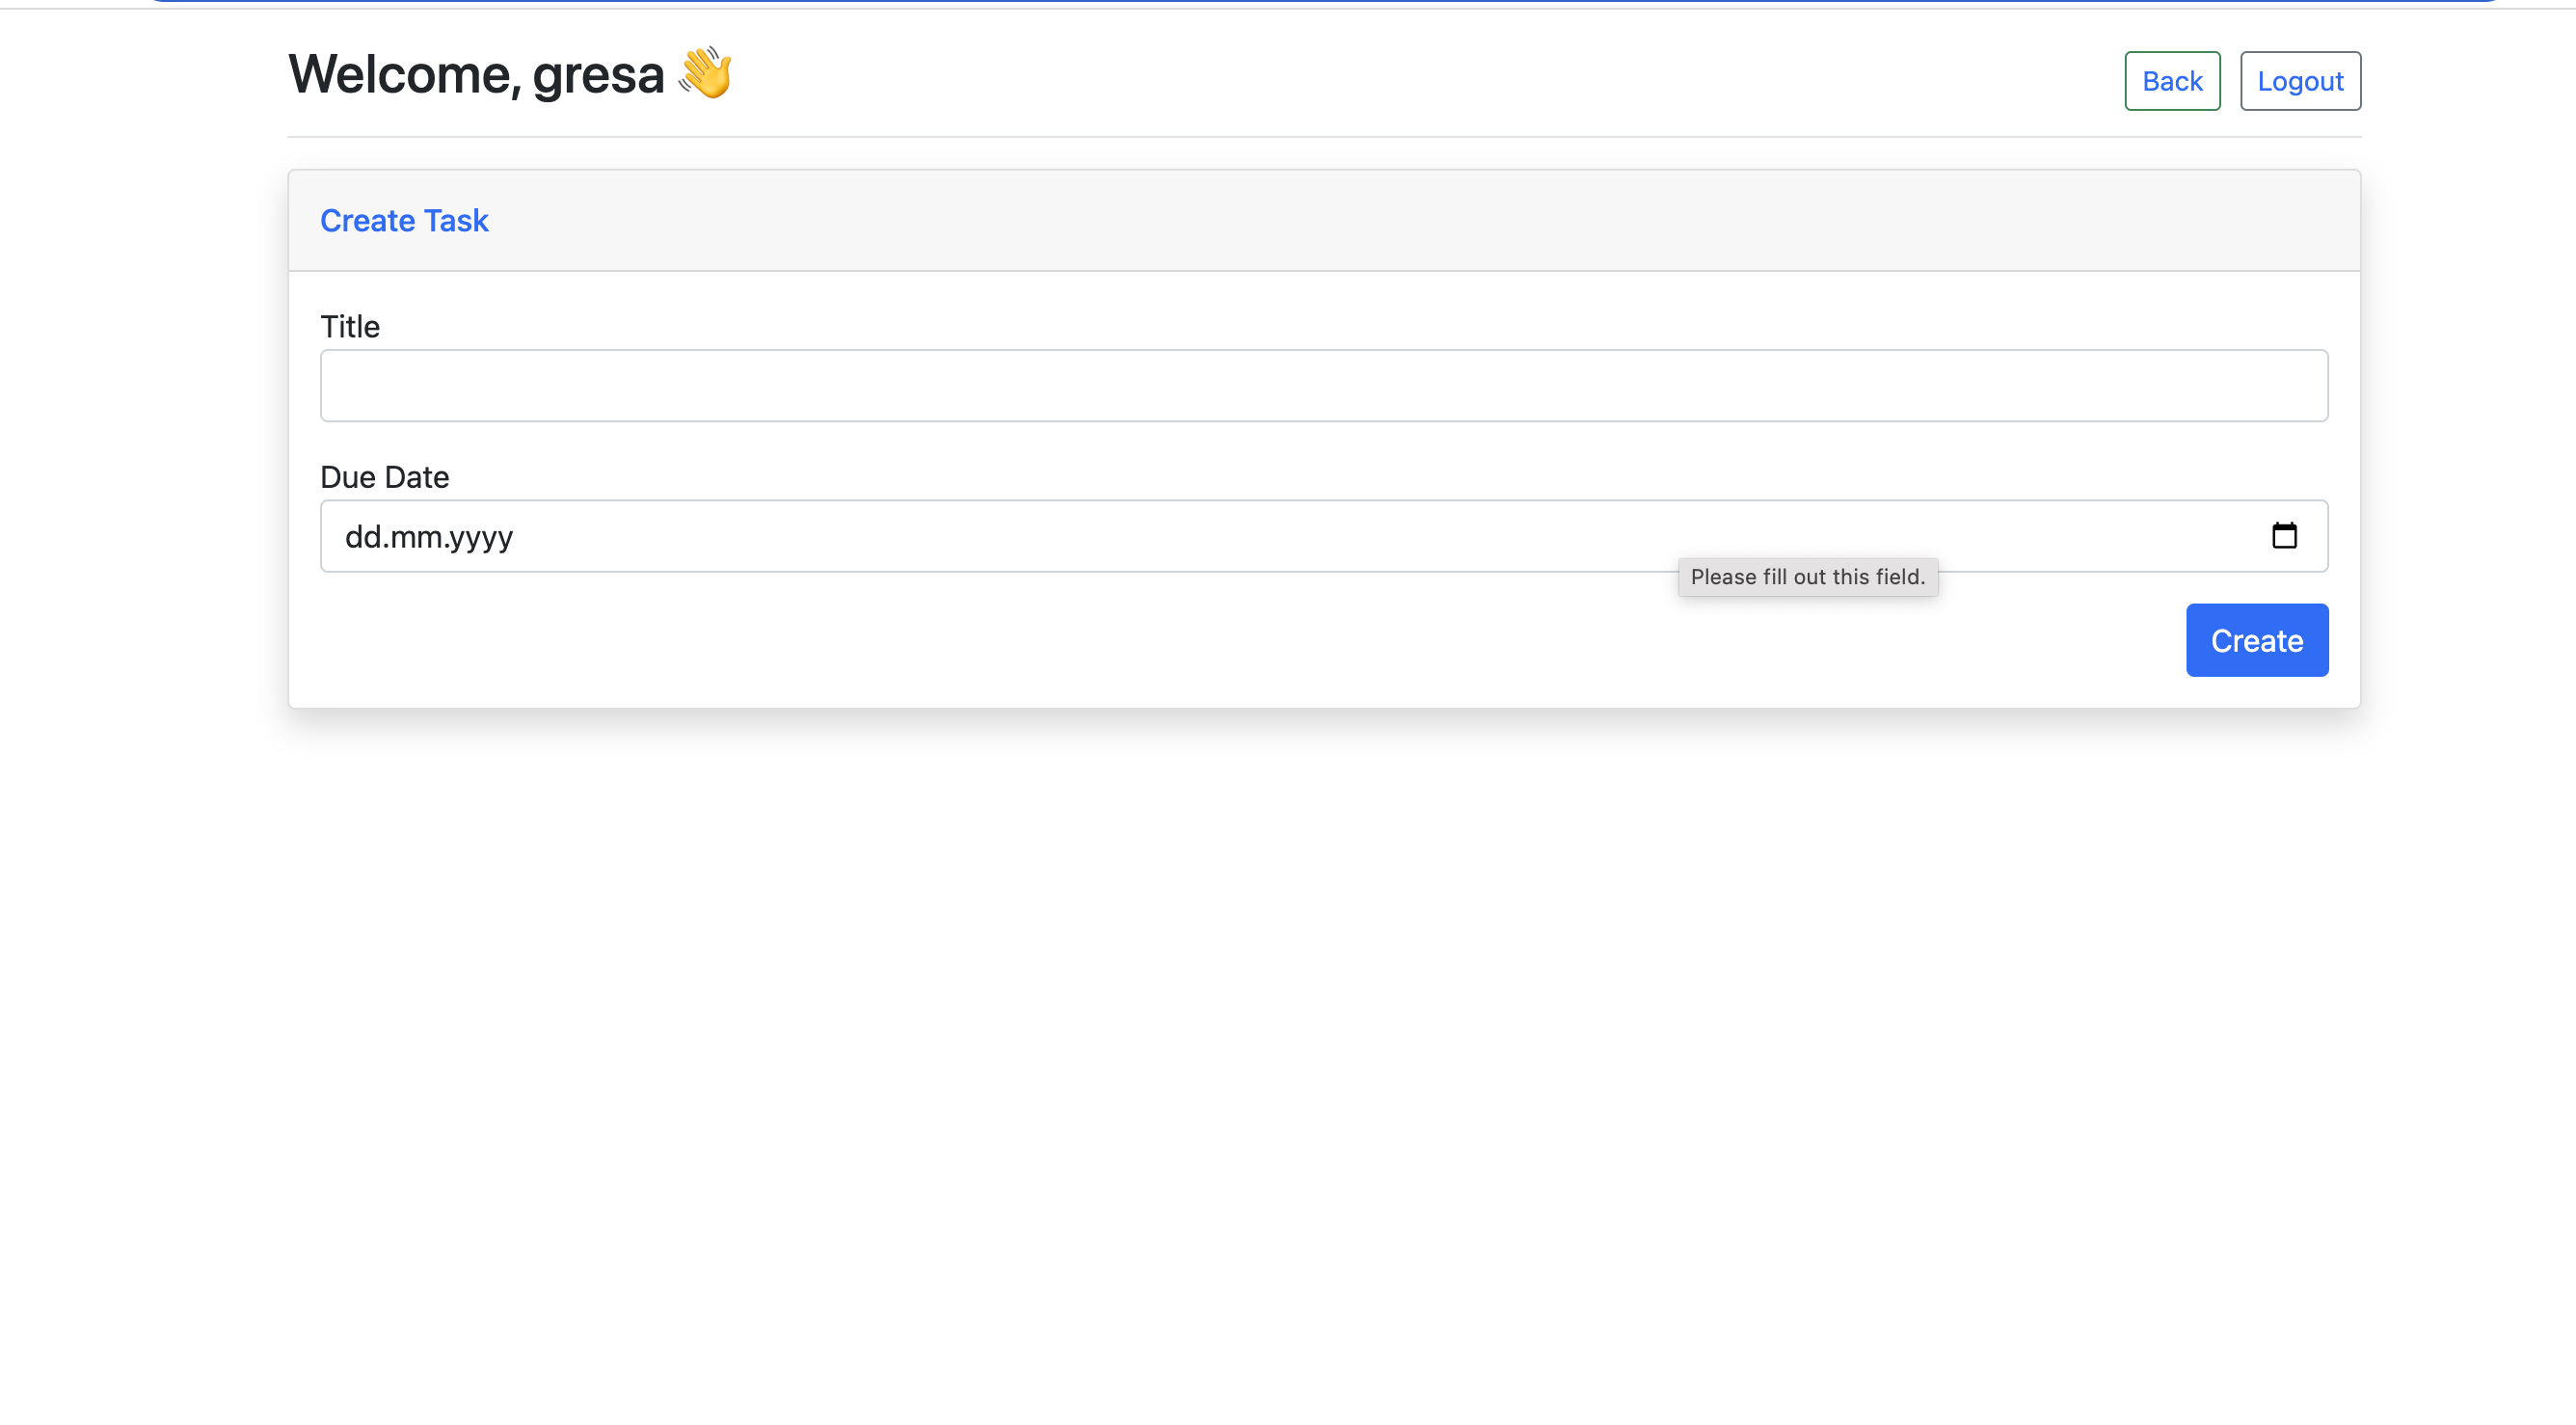 Welcome, gresa 👋
Back
Logout
Create Task
Title
Due Date
dd.mm.yyyy
Please fill out this field.
Create